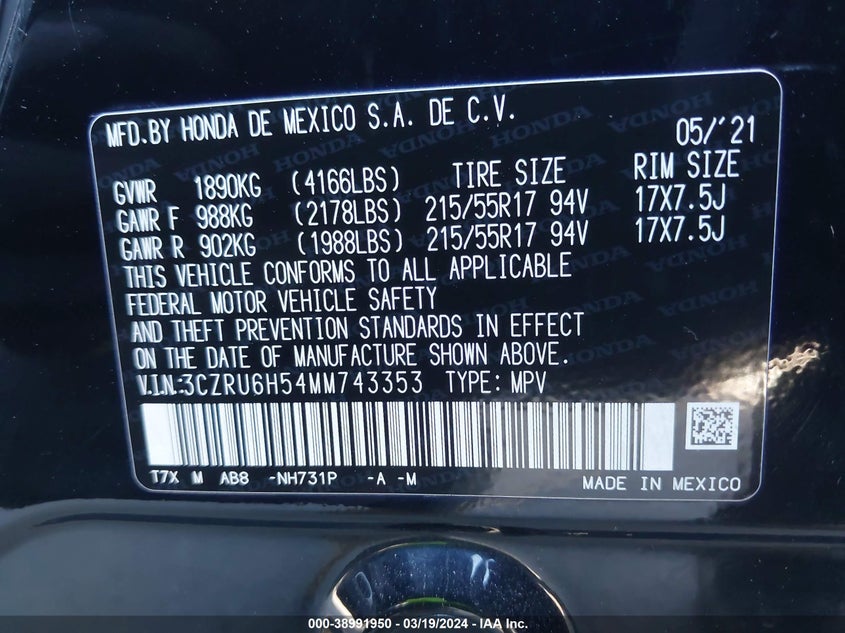 MFD.BY HONDA DE MEXICO S.A. DE C.V. 05/'21
GVWR 1890KG (4166LBS) TIRE SIZE RIM SIZE
GAWR F 988KG (2178LBS) 215/55R17 94V 17X7.5J
GAWR R 902KG (1988LBS) 215/55R17 94V 17X7.5J
THIS VEHICLE CONFORMS TO ALL APPLICABLE
FEDERAL MOTOR VEHICLE SAFETY
AND THEFT PREVENTION STANDARDS IN EFFECT
ON THE DATE OF MANUFACTURE SHOWN ABOVE.
V.I.N.:3CZRU6H54MM743353 TYPE: MPV
T7X M AB8 -NH731P -A -M MADE IN MEXICO
000-38991950 - 03/19/2024 - IAA Inc.